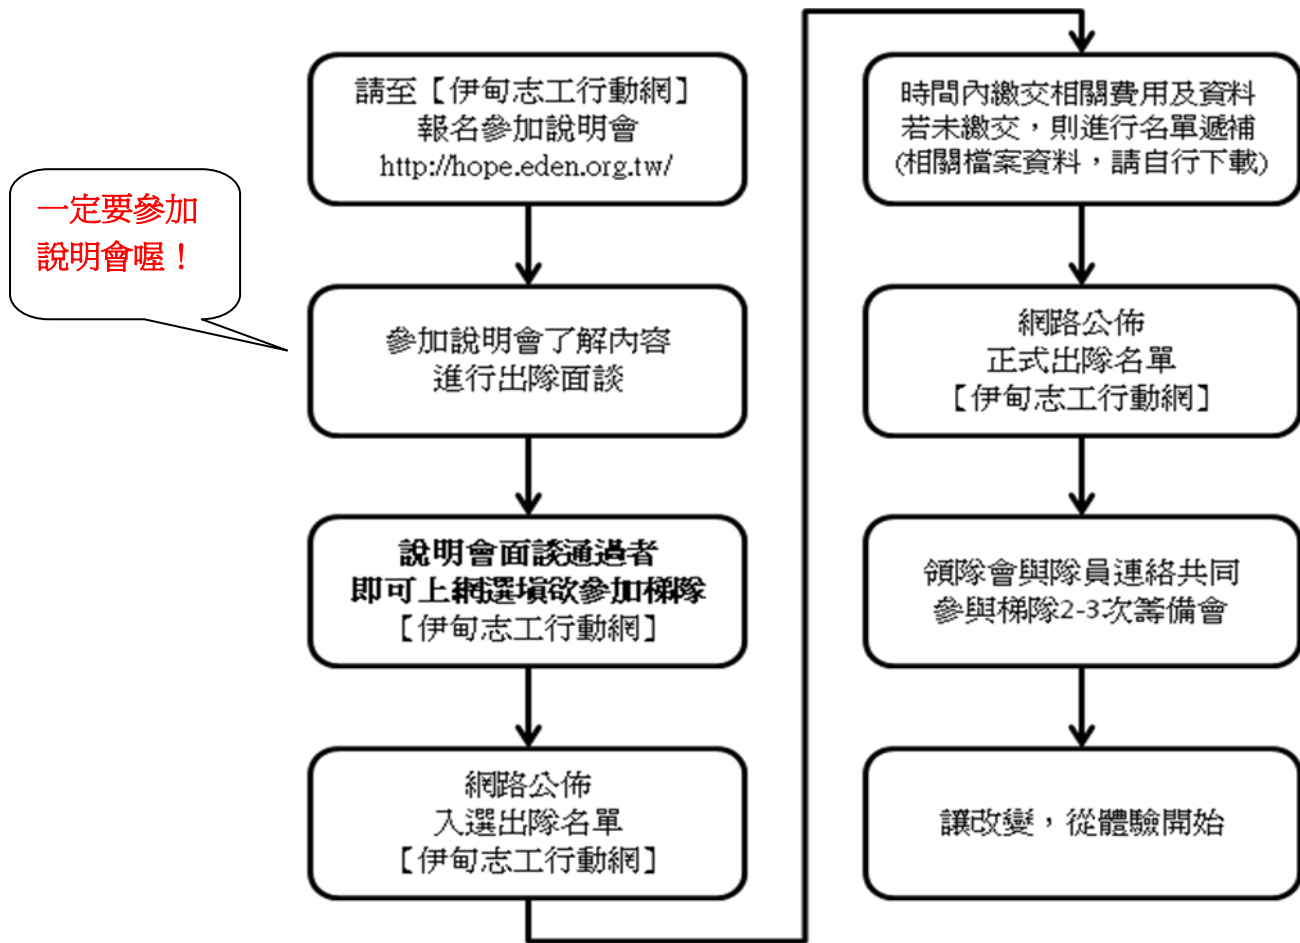 請至【伊甸志工行動網】
報名參加說明會
http://hope.eden.org.tw/
一定要參加
說明會喔！
參加說明會了解內容
進行出隊面談
說明會面談通過者
即可上網選填欲參加梯隊
【伊甸志工行動網】
網路公佈
入選出隊名單
【伊甸志工行動網】
時間內繳交相關費用及資料
若未繳交，則進行名單遞補
(相關檔案資料，請自行下載)
網路公佈
正式出隊名單
【伊甸志工行動網】
領隊會與隊員連絡共同
參與梯隊2-3次籌備會
讓改變，從體驗開始